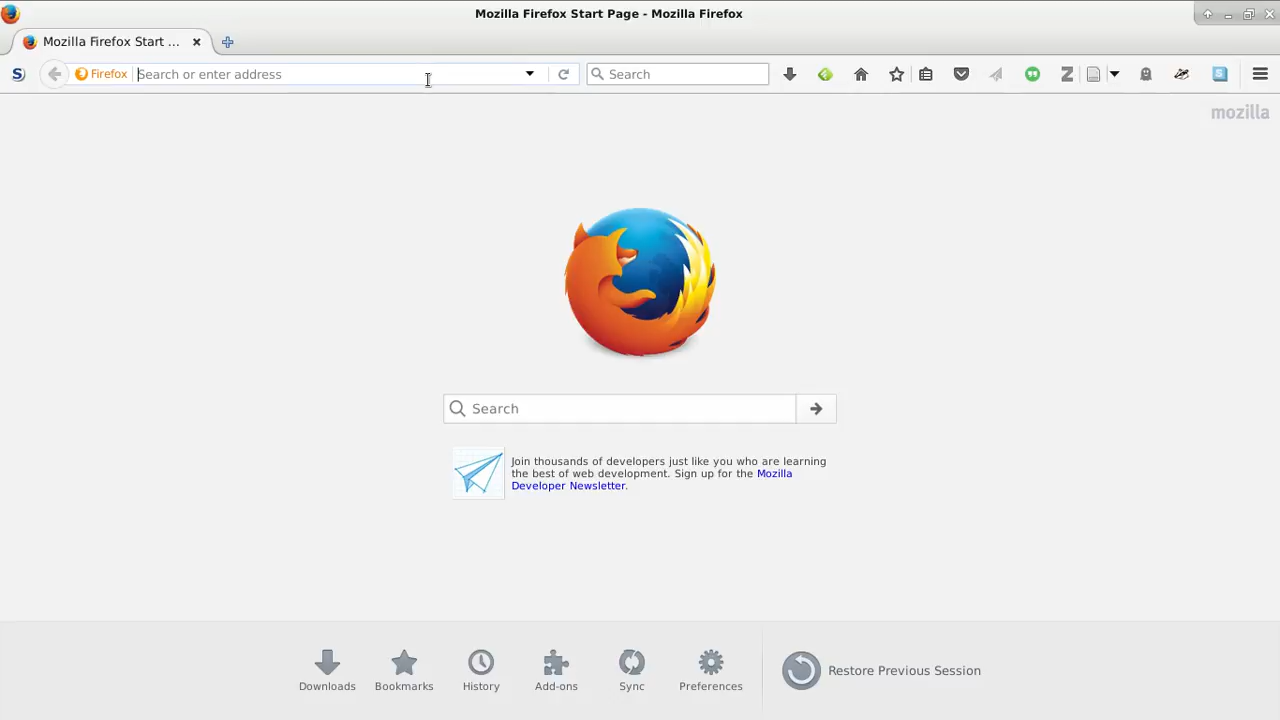 Mozilla Firefox Start Page - Mozilla Firefox
Mozilla Firefox Start ...
Firefox
Search or enter address
Search
mozilla
Search
Join thousands of developers just like you who are learning
the best of web development. Sign up for the Mozilla
Developer Newsletter.
Downloads
Bookmarks
History
Add-ons
Sync
Preferences
Restore Previous Session